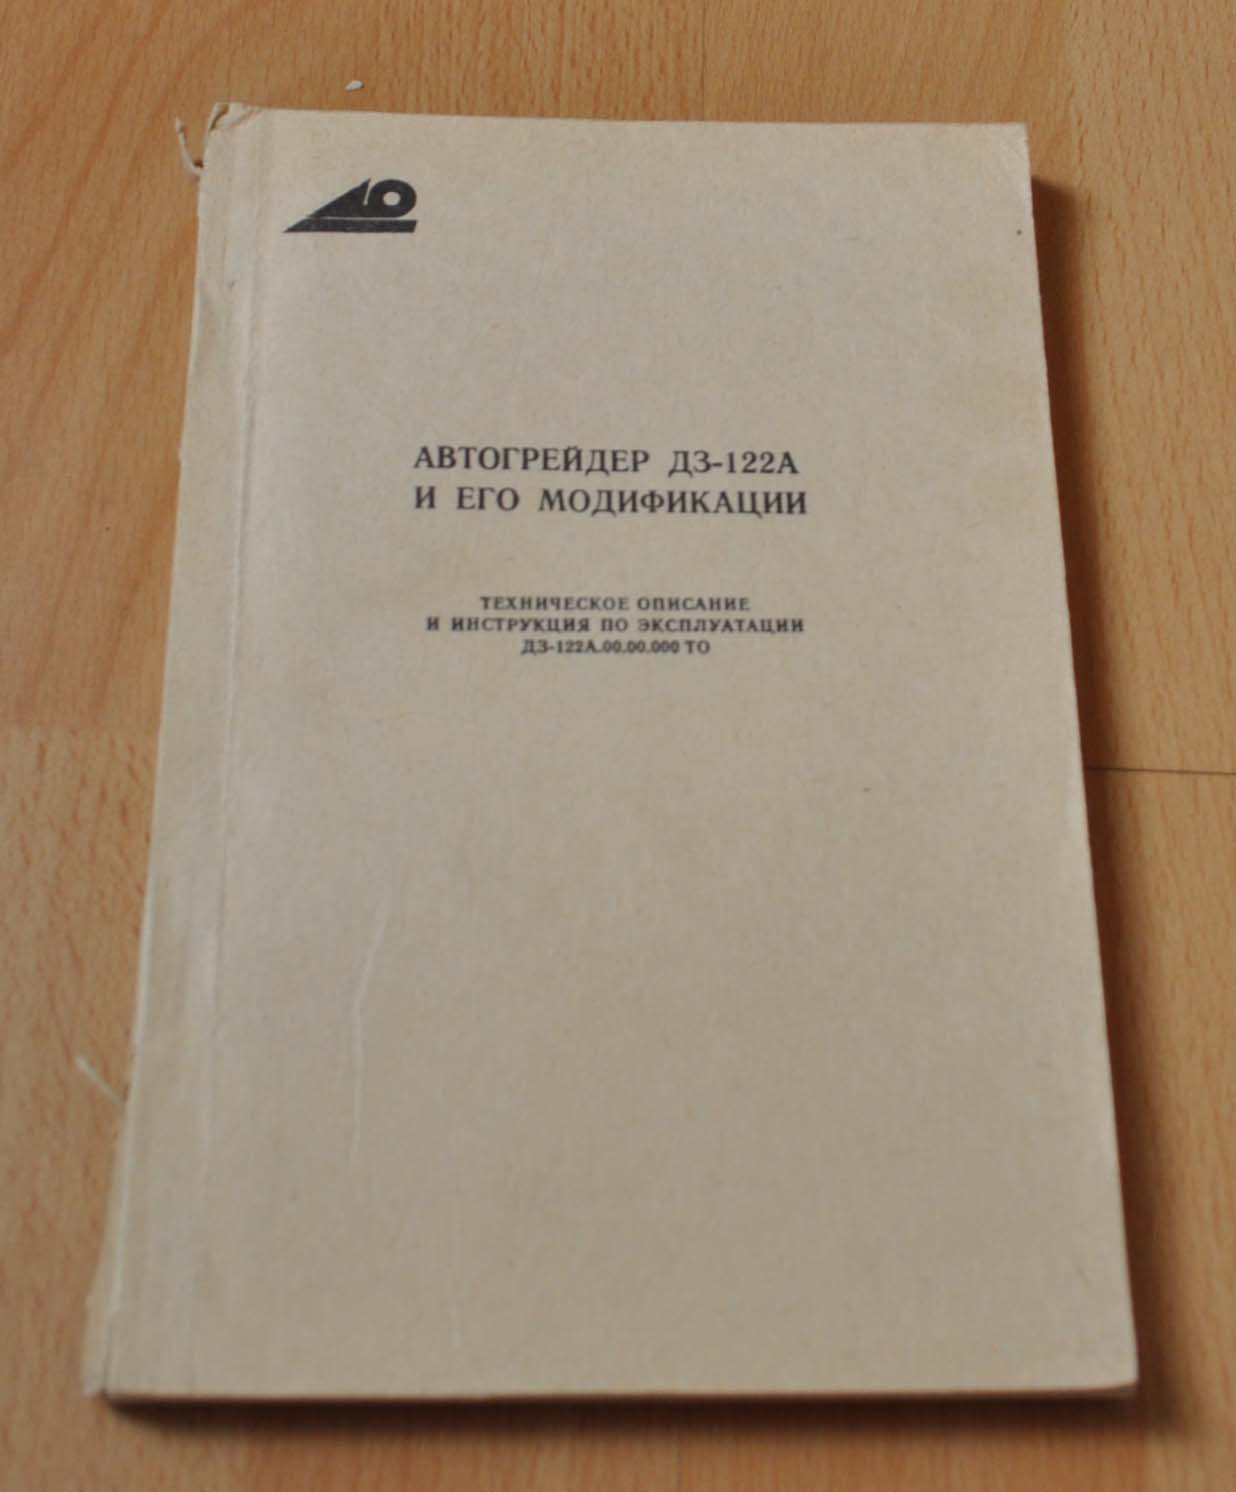 АВТОГРЕЙДЕР ДЗ-122А
И ЕГО МОДИФИКАЦИИ
ТЕХНИЧЕСКОЕ ОПИСАНИЕ
И ИНСТРУКЦИЯ ПО ЭКСПЛУАТАЦИИ
ДЗ-122А.00.00.000 ТО